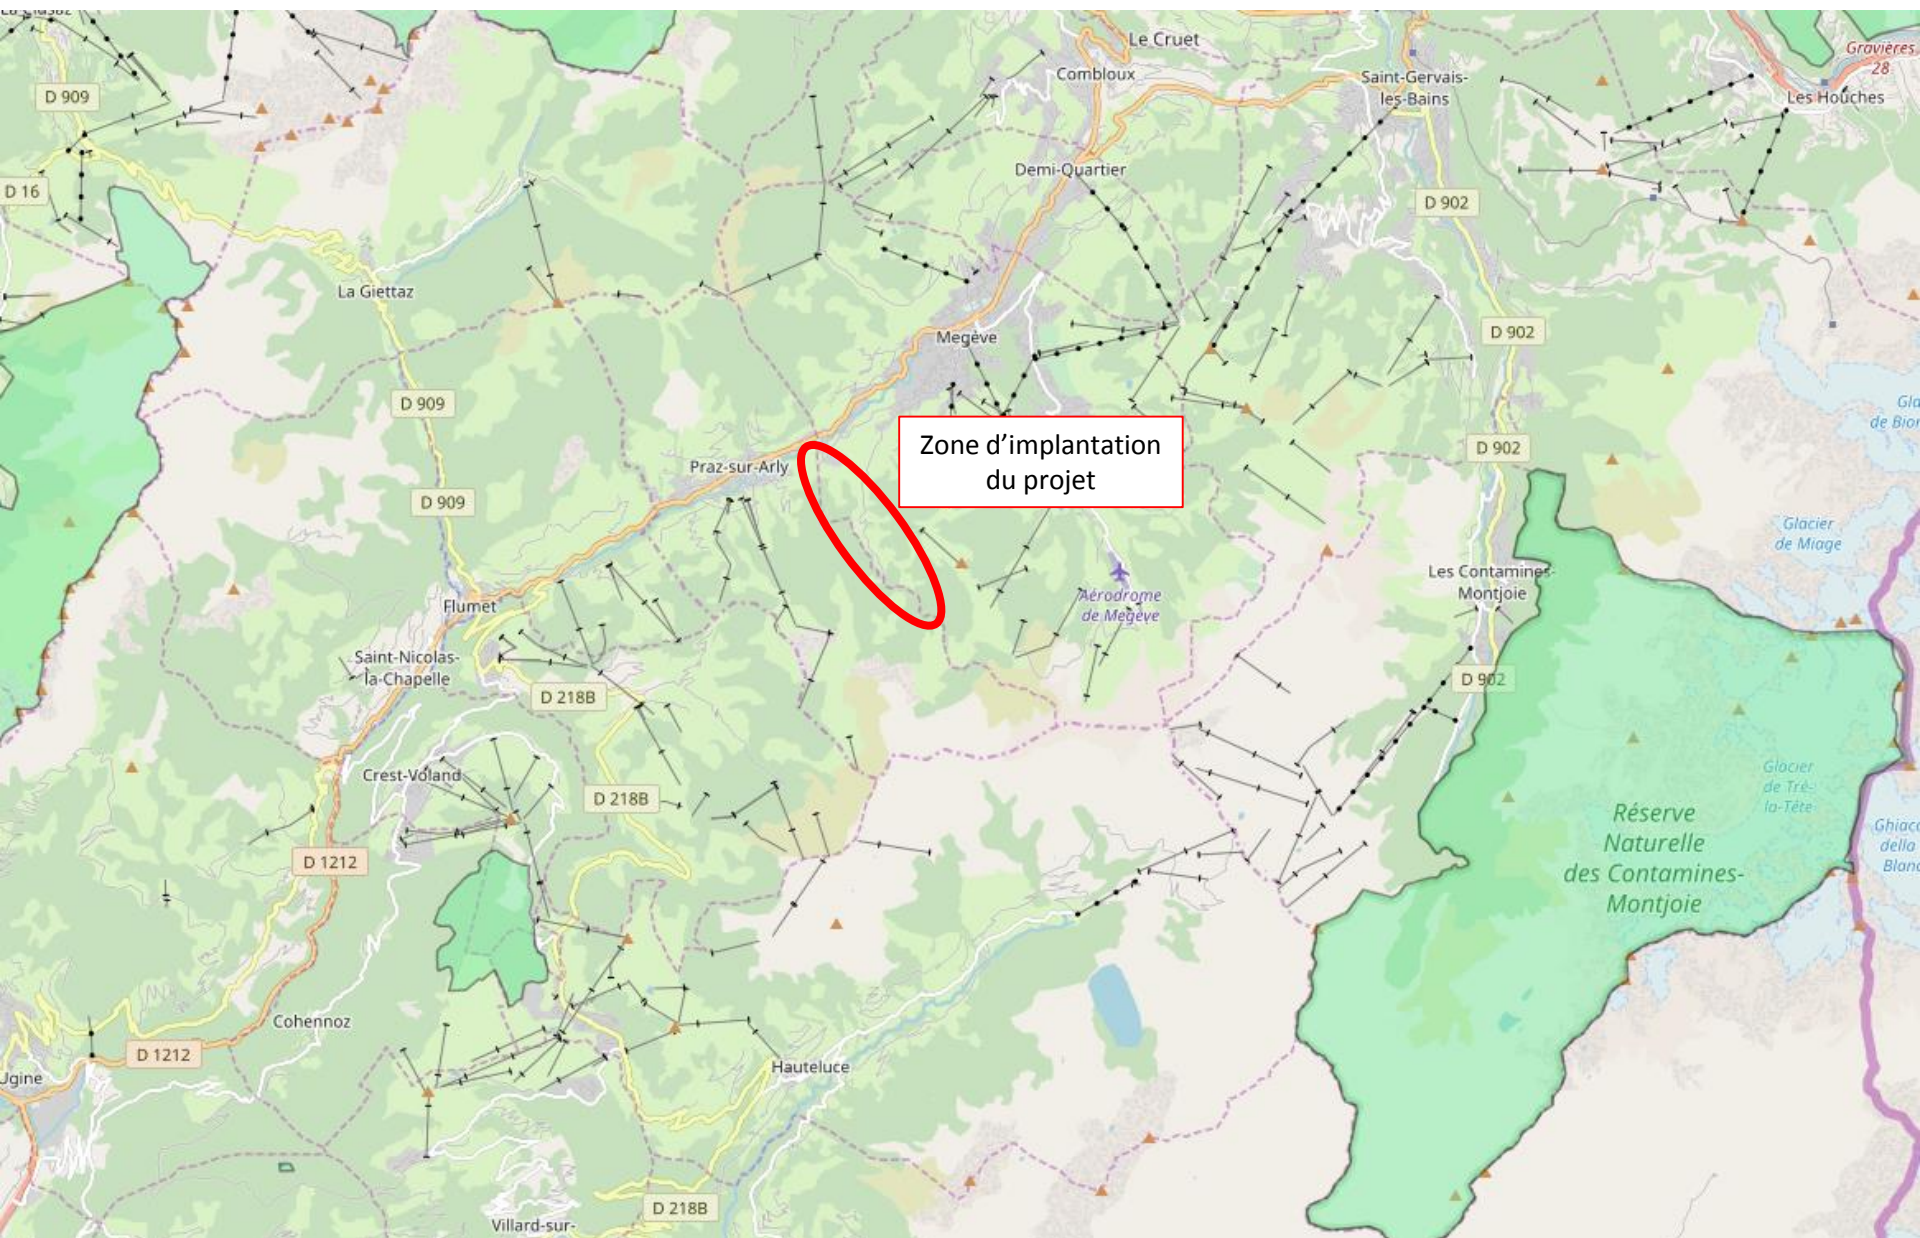 La Clusaz
Le Cruet
Gravières
28
Combloux
Saint-Gervais-
les-Bains
D 909
Les Houches
Demi-Quartier
D 16
D 902
La Giettaz
D 902
Megève
D 909
Zone d’implantation
du projet
D 902
Praz-sur-Arly
D 909
Glacier
de Miage
Les Contamines-
Montjoie
Aérodrome
de Megève
Flumet
Saint-Nicolas-
la-Chapelle
D 902
D 218B
Crest-Voland
D 218B
Glacier
de Tré-
la-Tête
Réserve
Naturelle
des Contamines-
Montjoie
della
D 1212
Cohennoz
D 1212
Hauteluce
Ugine
D 218B
Villard-sur-